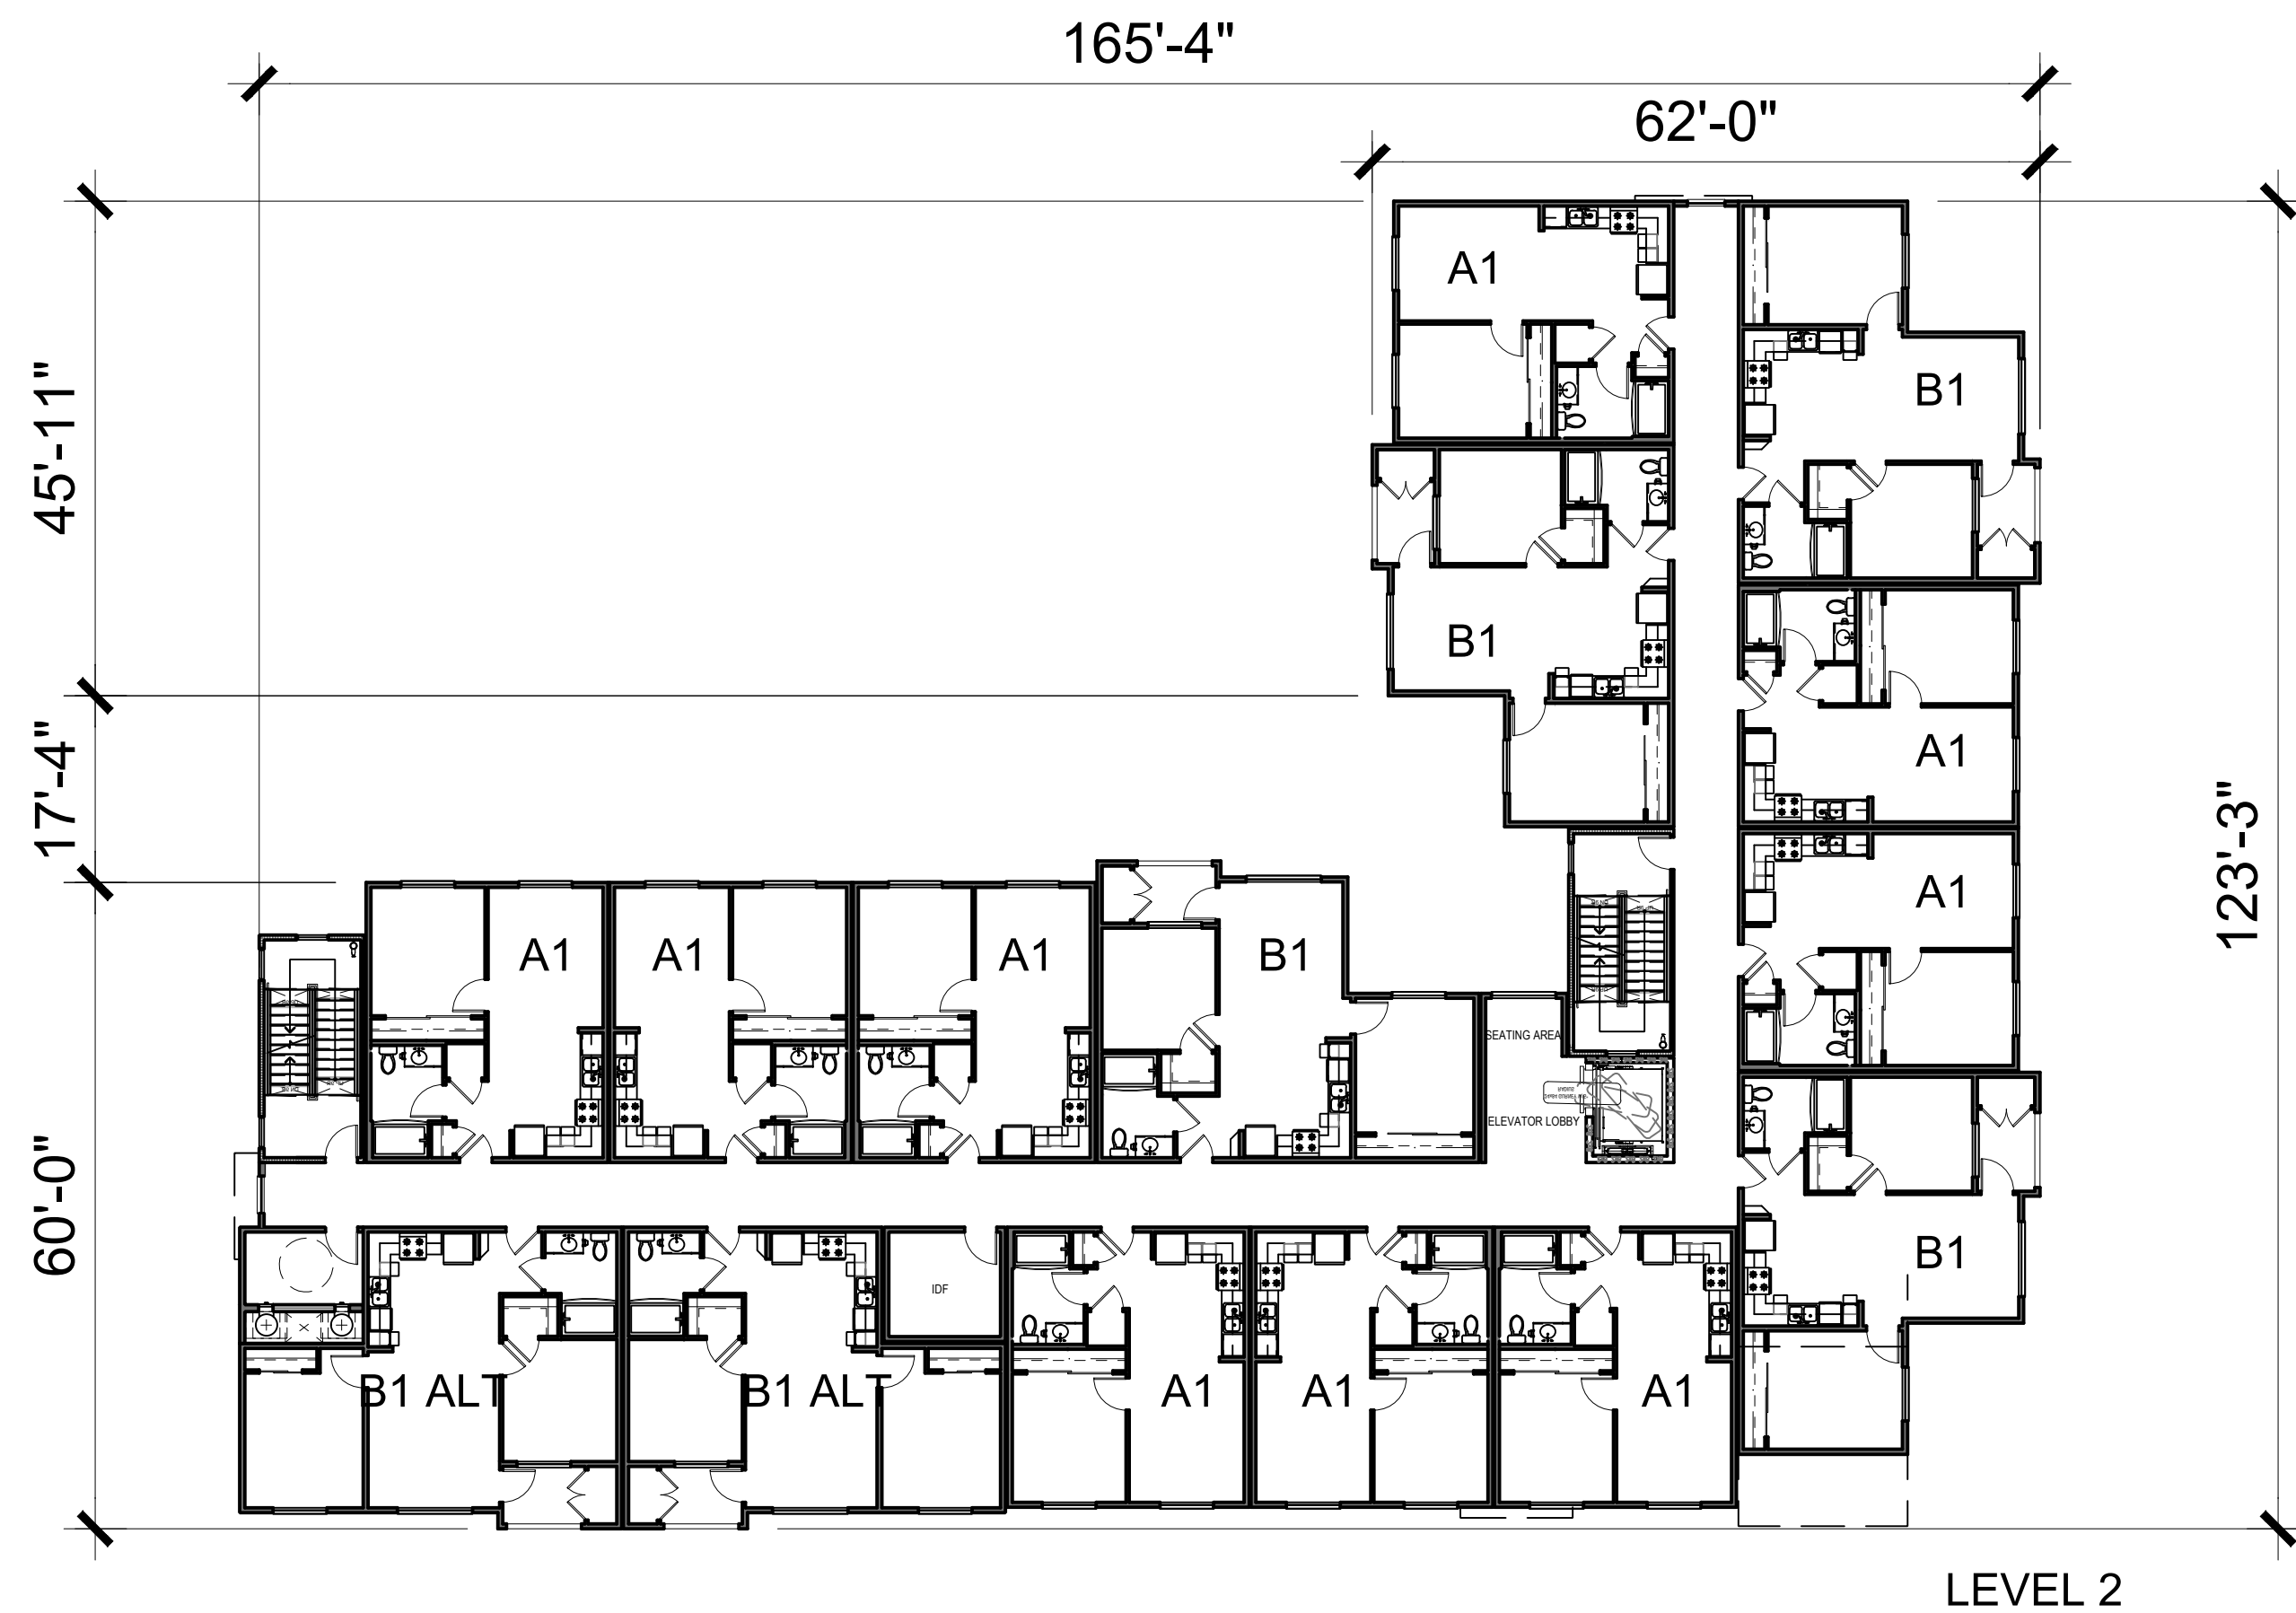 165'-4"
62'-0"
A1
45'-11"
B1
B1
17'-4"
A1
123'-3"
A1
A1
A1
A1
B1
SEATING AREA
ELEVATOR LOBBY
60'-0"
B1
IDF
B1 ALT
B1 ALT
A1
A1
A1
LEVEL 2